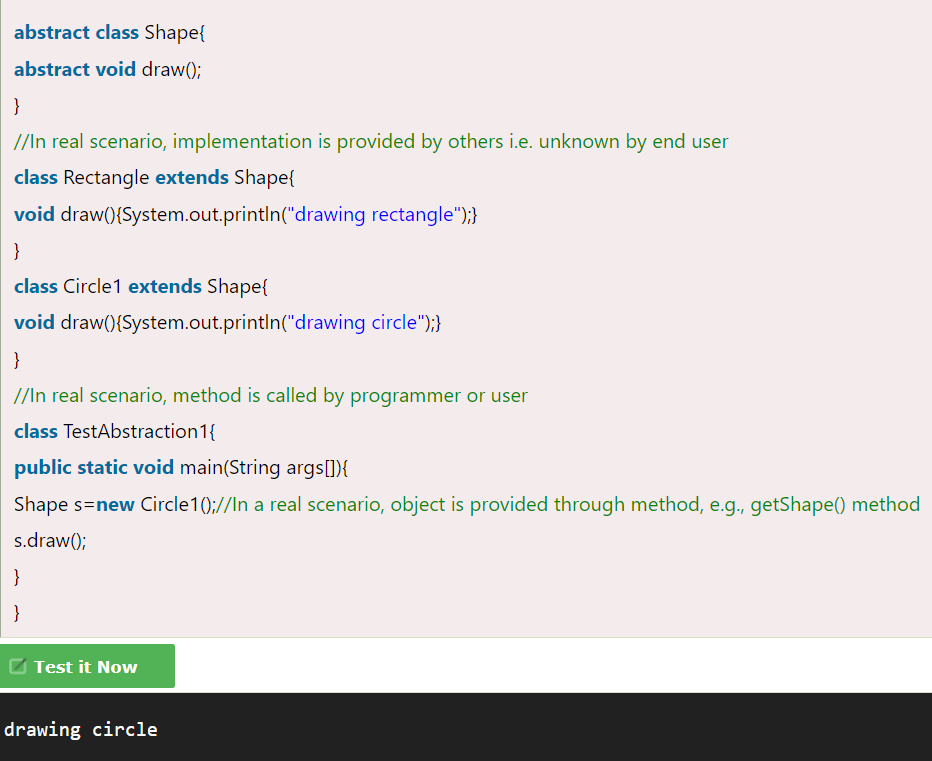 abstract class Shape{
abstract void draw();
}
//In real scenario, implementation is provided by others i.e. unknown by end user
class Rectangle extends Shape{
void draw(){System.out.println("drawing rectangle");}
}
class Circle1 extends Shape{
void draw(){System.out.println("drawing circle");}
}
//In real scenario, method is called by programmer or user
class TestAbstraction1{
public static void main(String args[]){
Shape s=new Circle1();//In a real scenario, object is provided through method, e.g., getShape() method
s.draw();
}
}
Test it Now
drawing circle